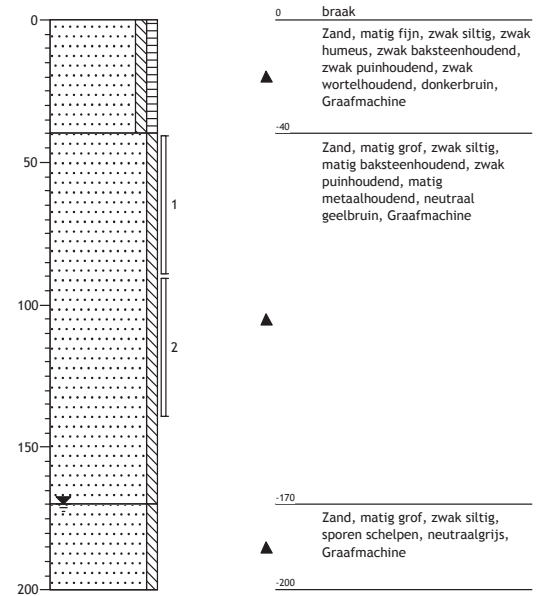 0
50
100
150
200
1
2
0 braak
Zand, matig fijn, zwak siltig, zwak
humeus, zwak baksteenhoudend,
zwak puinhoudend, zwak
wortelhoudend, donkerbruin,
Graafmachine
-40
Zand, matig grof, zwak siltig,
matig baksteenhoudend, zwak
puinhoudend, matig
metaalhoudend, neutraal
geelbruin, Graafmachine
-170
Zand, matig grof, zwak siltig,
sporen schelpen, neutraalgrijs,
Graafmachine
-200